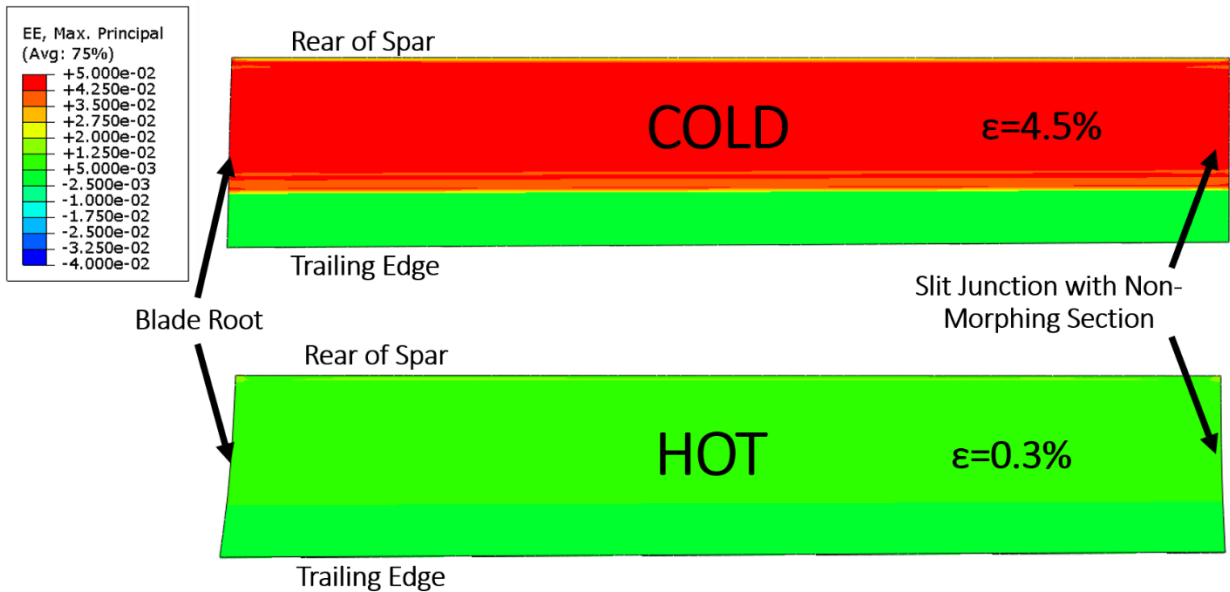 EE, Max. Principal
(Avg: 75%)
+5.000e-02
+4.250e-02
+3.500e-02
+2.750e-02
+2.000e-02
+1.250e-02
+5.000e-03
-2.500e-03
-1.000e-02
-1.750e-02
-2.500e-02
-3.250e-02
-4.000e-02
Rear of Spar
COLD
ε=4.5%
Trailing Edge
Blade Root
Slit Junction with Non-
Morphing Section
Rear of Spar
HOT
ε=0.3%
Trailing Edge